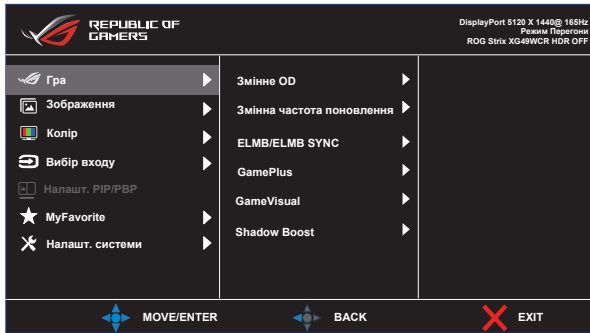 REPUBLIC OF
GAMERS
DisplayPort 5120 X 1440@ 165Hz
Режим Перегони
ROG Strix XG49WCR HDR OFF
Гра
Зображення
Колір
Вибір входу
Налашт. PIP/PBP
MyFavorite
Налашт. системи
Змінне OD
Змінна частота поновлення
ELMB/ELMB SYNC
GamePlus
GameVisual
Shadow Boost
MOVE/ENTER
BACK
EXIT